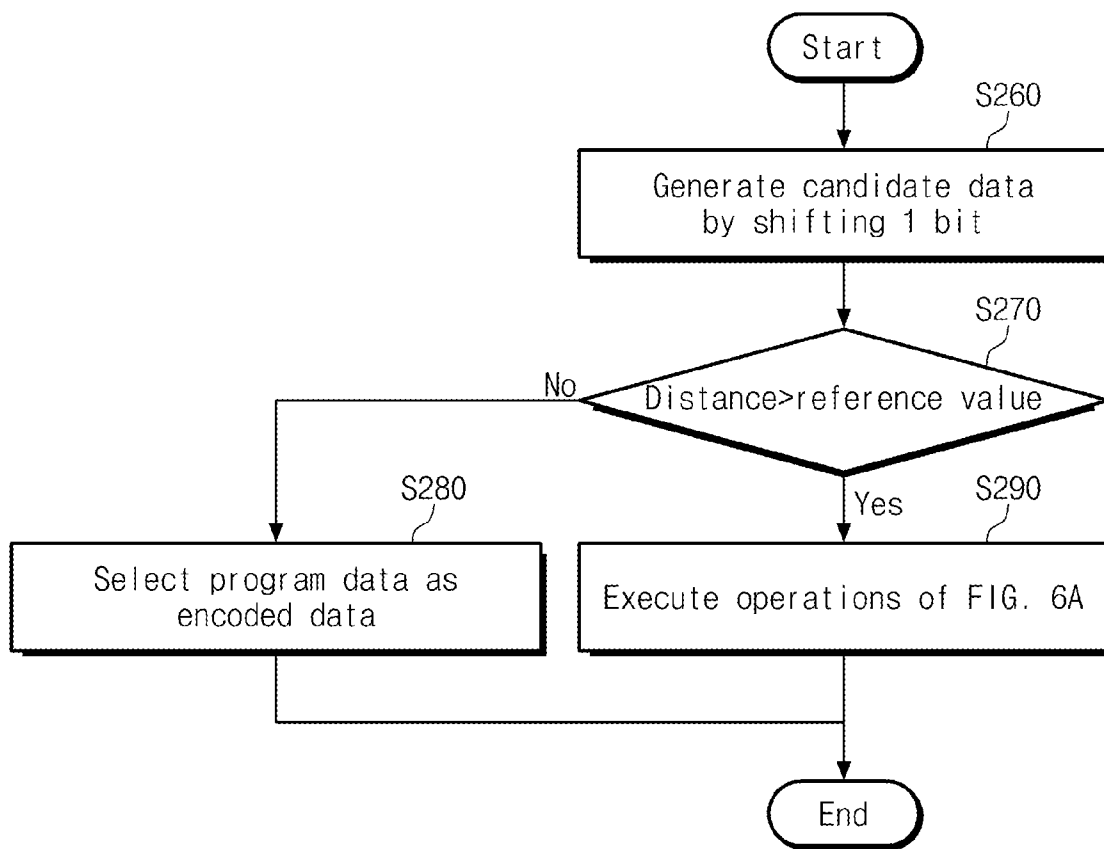 Start
S260
Generate candidate data
by shifting 1 bit
S270
No
Distance>reference value
S280
Yes
S290
Select program data as
encoded data
Execute operations of FIG. 6A
End